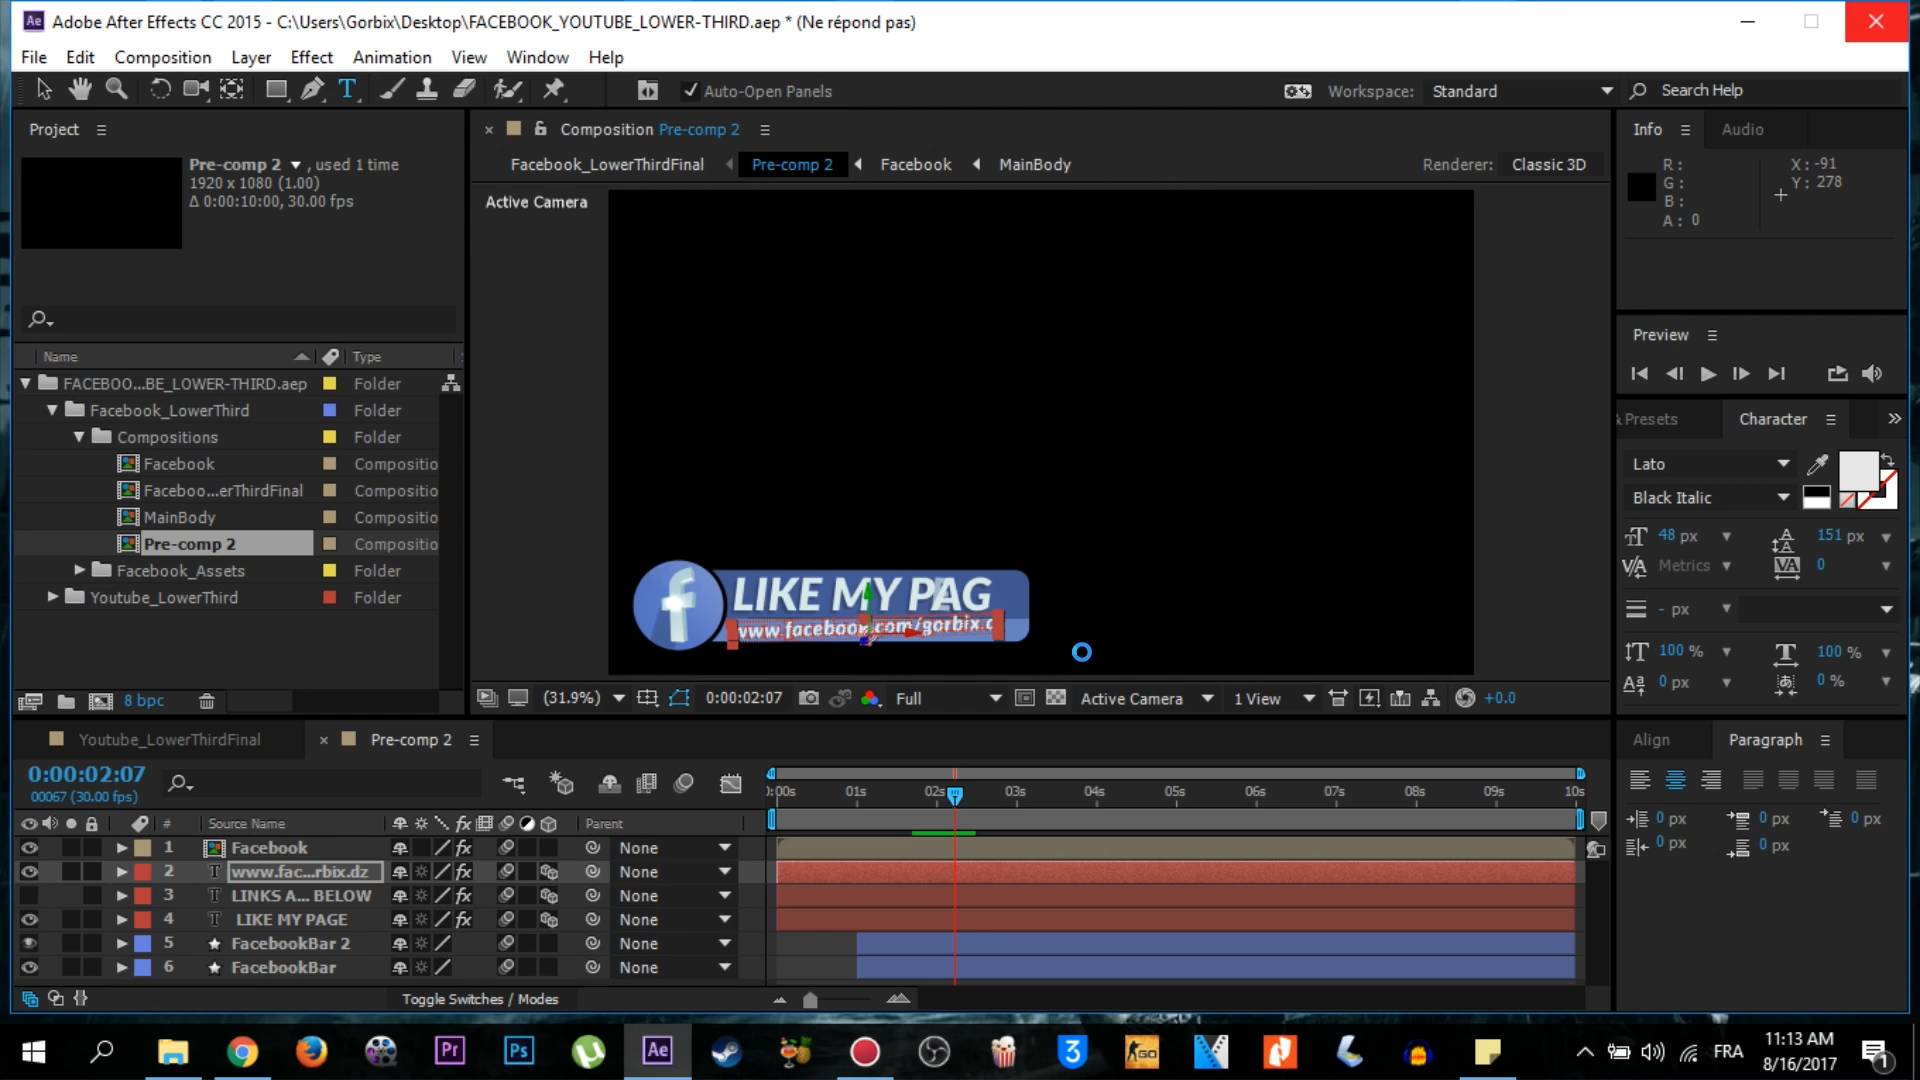 Adobe After Effects CC 2015 - C:\Users\Gorbix\Desktop\FACEBOOK_YOUTUBE_LOWER-THIRD.aep * (Ne répond pas)
File Edit Composition Layer Effect Animation View Window Help
Auto-Open Panels Workspace: Standard Search Help
Project
Pre-comp 2 , used 1 time
1920 x 1080 (1.00)
Δ 0:00:10:00, 30.00 fps
Name Type
FACEBOO...BE_LOWER-THIRD.aep Folder
Facebook_LowerThird Folder
Compositions Folder
Facebook Compositio
Faceboo...erThirdFinal Compositio
MainBody Compositio
Pre-comp 2 Compositio
Facebook_Assets Folder
Youtube_LowerThird Folder
8 bpc
Composition Pre-comp 2
Facebook_LowerThirdFinal Pre-comp 2 Facebook MainBody
Renderer: Classic 3D
Active Camera
LIKE MY PAG
www.facebook.com/gorbix.d
(31.9%) 0:00:02:07 Full Active Camera 1 View +0.0
Info Audio
R:
G:
B:
A: 0
X: -91
Y: 278
Preview
& Presets Character
Lato
Black Italic
48 px 151 px
Metrics 0
- px
100 % 100 %
0 px 0 %
Align Paragraph
0 px 0 px 0 px
0 px 0 px
Youtube_LowerThirdFinal Pre-comp 2
0:00:02:07
00067 (30.00 fps)
:00s 01s 02s 03s 04s 05s 06s 07s 08s 09s 10s
# Source Name Parent
1 Facebook None
2 www.fac...rbix.dz None
3 LINKS A... BELOW None
4 LIKE MY PAGE None
5 FacebookBar 2 None
6 FacebookBar None
Toggle Switches / Modes
Pr Ps Ae
3
GO
FRA
11:13 AM
8/16/2017
1